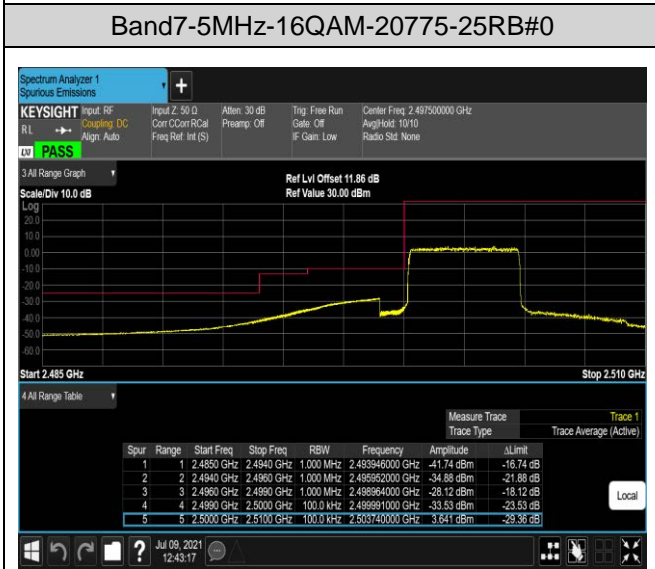 Band7-5MHz-16QAM-20775-25RB#0
Spectrum Analyzer 1
Spurious Emissions
+
KEYSIGHT Input: RF Input Z: 50 Ω Atten: 30 dB Trig: Free Run Center Freq: 2.497500000 GHz
RL Coupling: DC Corr CCorr RCal Preamp: Off Gate: Off Avg|Hold: 10/10
Align: Auto Freq Ref: Int (S) IF Gain: Low Radio Std: None
LXI PASS
3 All Range Graph
Ref Lvl Offset 11.86 dB
Scale/Div 10.0 dB Ref Value 30.00 dBm
Log
20.0
10.0
0.00
-10.0
-20.0
-30.0
-40.0
-50.0
-60.0
Start 2.485 GHz Stop 2.510 GHz
4 All Range Table
Measure Trace Trace 1
Trace Type Trace Average (Active)
Spur Range Start Freq Stop Freq RBW Frequency Amplitude ΔLimit
1 1 2.4850 GHz 2.4940 GHz 1.000 MHz 2.493946000 GHz -41.74 dBm -16.74 dB
2 2 2.4940 GHz 2.4960 GHz 1.000 MHz 2.495952000 GHz -34.88 dBm -21.88 dB
3 3 2.4960 GHz 2.4990 GHz 1.000 MHz 2.498964000 GHz -28.12 dBm -18.12 dB
4 4 2.4990 GHz 2.5000 GHz 100.0 kHz 2.499991000 GHz -33.53 dBm -23.53 dB
5 5 2.5000 GHz 2.5100 GHz 100.0 kHz 2.503740000 GHz 3.641 dBm -29.36 dB
Local
? Jul 09, 2021
12:43:17